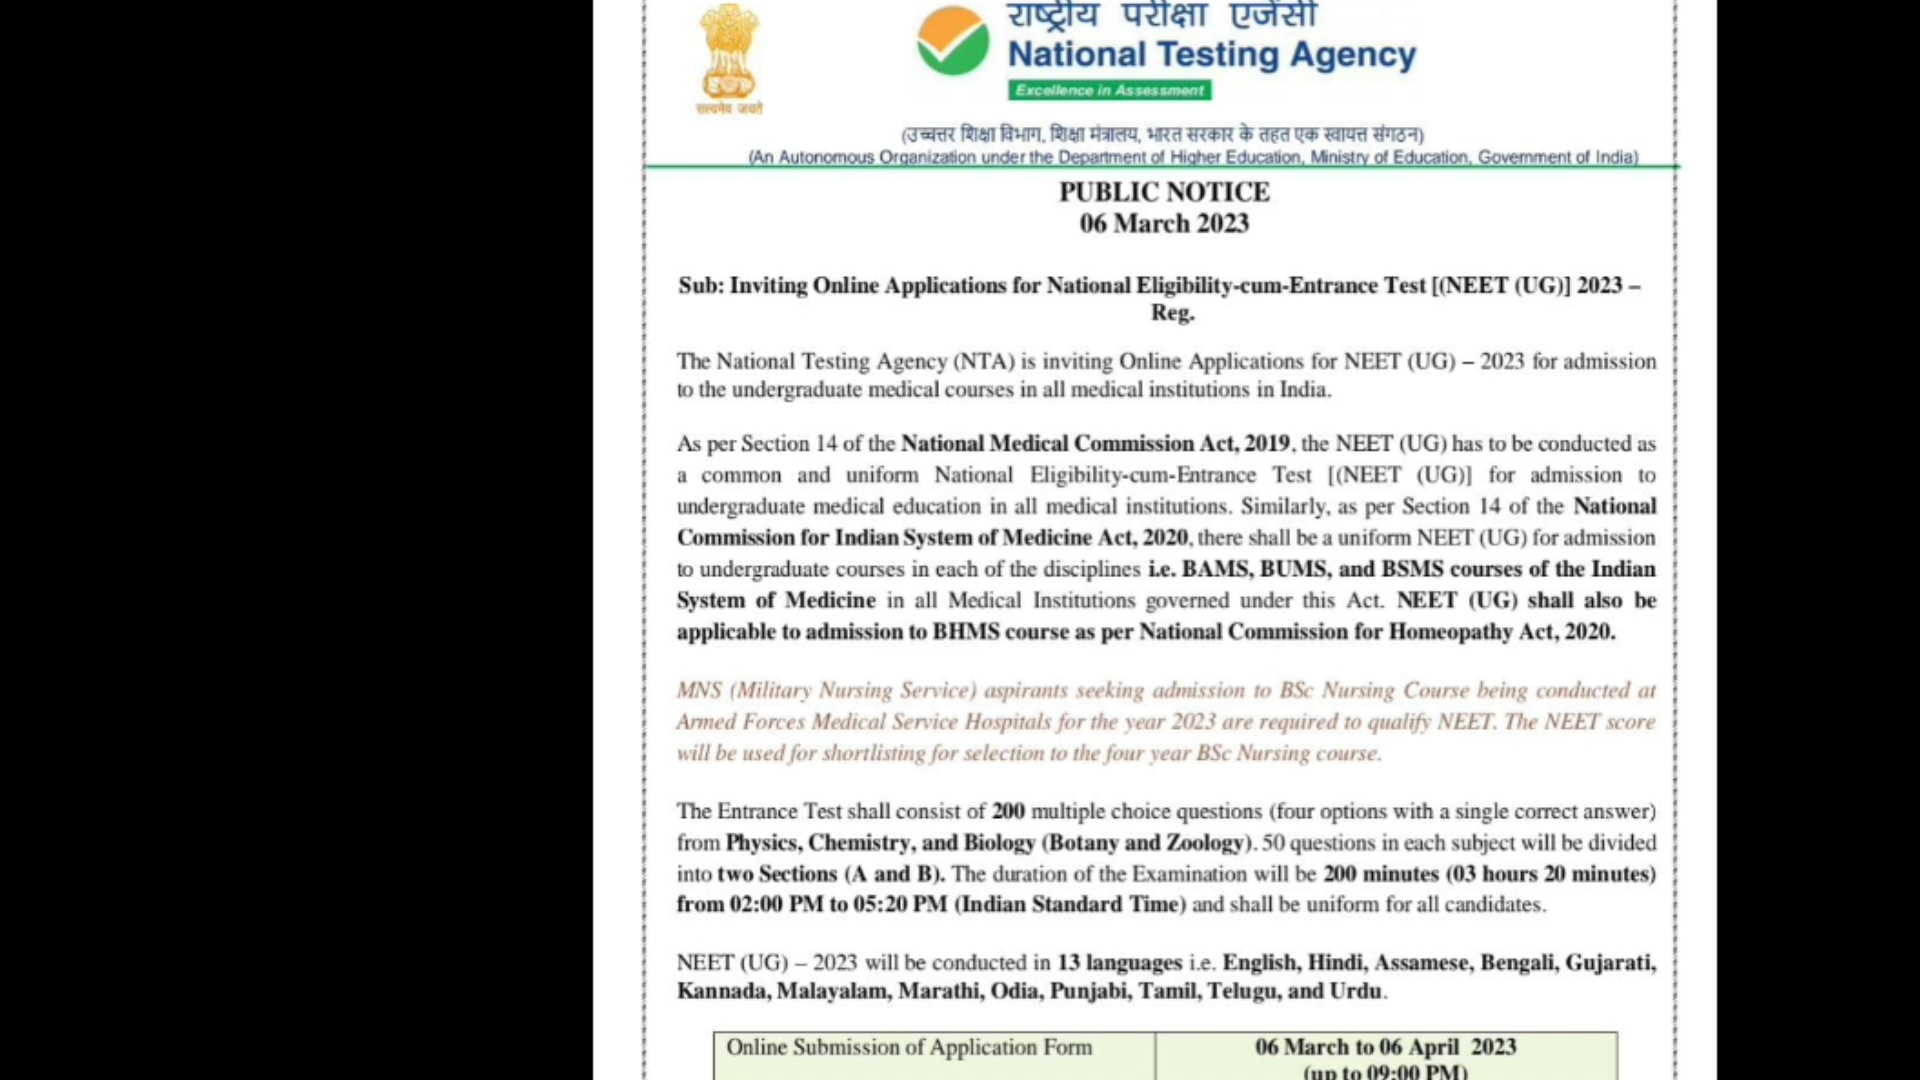 राष्ट्रीय परीक्षा एजेंसी
National Testing Agency
Excellence in Assessment
सत्यमेव जयते
(उच्चतर शिक्षा विभाग, शिक्षा मंत्रालय, भारत सरकार के तहत एक स्वायत्त संगठन)
(An Autonomous Organization under the Department of Higher Education, Ministry of Education, Government of India)
PUBLIC NOTICE
06 March 2023
Sub: Inviting Online Applications for National Eligibility-cum-Entrance Test [(NEET (UG)] 2023 –
Reg.
The National Testing Agency (NTA) is inviting Online Applications for NEET (UG) – 2023 for admission
to the undergraduate medical courses in all medical institutions in India.
As per Section 14 of the National Medical Commission Act, 2019, the NEET (UG) has to be conducted as
a common and uniform National Eligibility-cum-Entrance Test [(NEET (UG)] for admission to
undergraduate medical education in all medical institutions. Similarly, as per Section 14 of the National
Commission for Indian System of Medicine Act, 2020, there shall be a uniform NEET (UG) for admission
to undergraduate courses in each of the disciplines i.e. BAMS, BUMS, and BSMS courses of the Indian
System of Medicine in all Medical Institutions governed under this Act. NEET (UG) shall also be
applicable to admission to BHMS course as per National Commission for Homeopathy Act, 2020.
MNS (Military Nursing Service) aspirants seeking admission to BSc Nursing Course being conducted at
Armed Forces Medical Service Hospitals for the year 2023 are required to qualify NEET. The NEET score
will be used for shortlisting for selection to the four year BSc Nursing course.
The Entrance Test shall consist of 200 multiple choice questions (four options with a single correct answer)
from Physics, Chemistry, and Biology (Botany and Zoology). 50 questions in each subject will be divided
into two Sections (A and B). The duration of the Examination will be 200 minutes (03 hours 20 minutes)
from 02:00 PM to 05:20 PM (Indian Standard Time) and shall be uniform for all candidates.
NEET (UG) – 2023 will be conducted in 13 languages i.e. English, Hindi, Assamese, Bengali, Gujarati,
Kannada, Malayalam, Marathi, Odia, Punjabi, Tamil, Telugu, and Urdu.
Online Submission of Application Form
06 March to 06 April 2023
(up to 09:00 PM)